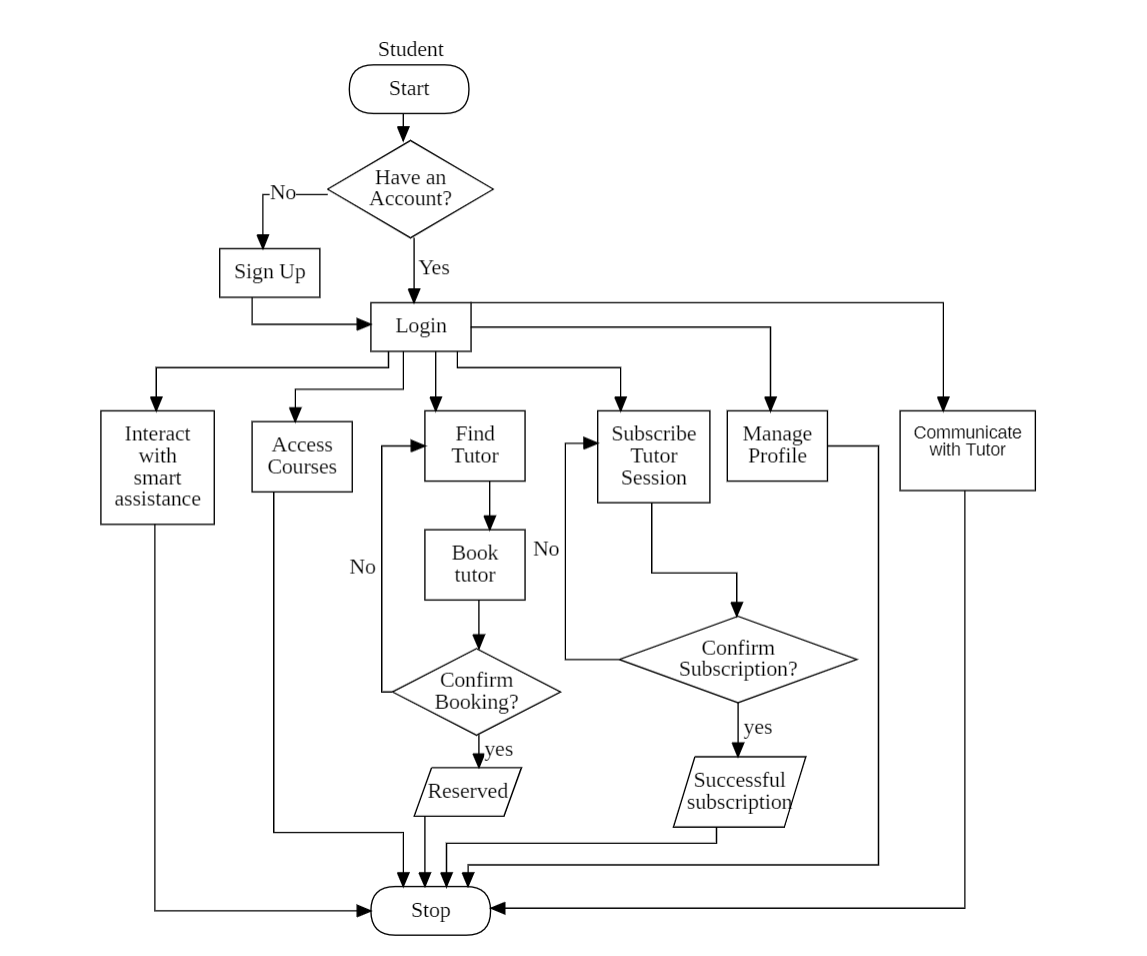 Student
Start
Have an
Account?
No
Sign Up
Yes
Login
Interact
with
smart
assistance
Access
Courses
Find
Tutor
Subscribe
Tutor
Session
Manage
Profile
Communicate
with Tutor
Book
tutor
No
No
Confirm
Booking?
Confirm
Subscription?
yes
yes
Reserved
Successful
subscription
Stop